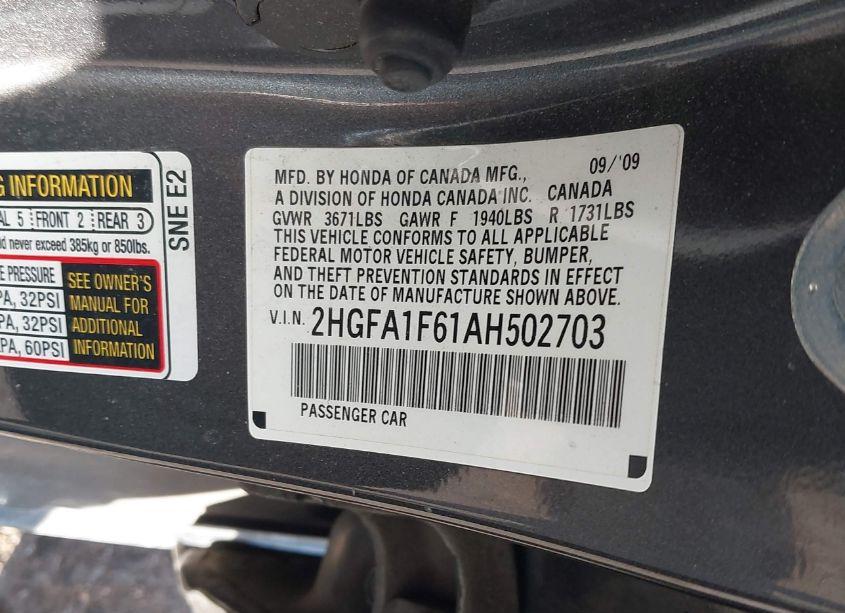 G INFORMATION
AL 5 FRONT 2 REAR 3
ld never exceed 385kg or 850lbs.
E PRESSURE
PA, 32PSI
PA, 32PSI
PA, 60PSI
SEE OWNER'S
MANUAL FOR
ADDITIONAL
INFORMATION
SNE E2
MFD. BY HONDA OF CANADA MFG., 09/'09
A DIVISION OF HONDA CANADA INC. CANADA
GVWR 3671LBS GAWR F 1940LBS R 1731LBS
THIS VEHICLE CONFORMS TO ALL APPLICABLE
FEDERAL MOTOR VEHICLE SAFETY, BUMPER,
AND THEFT PREVENTION STANDARDS IN EFFECT
ON THE DATE OF MANUFACTURE SHOWN ABOVE.
V.I.N. 2HGFA1F61AH502703
PASSENGER CAR